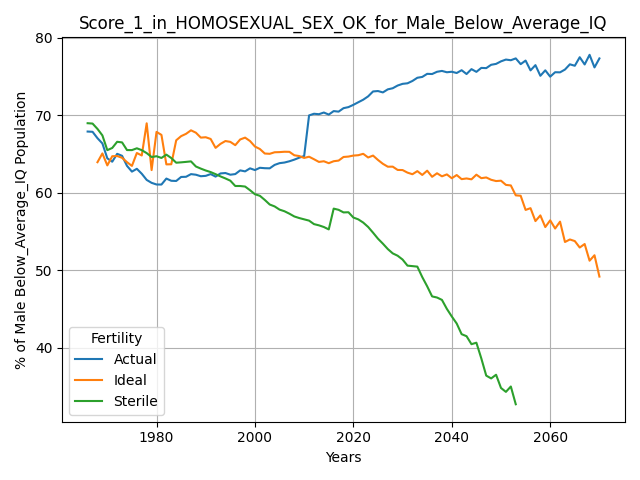 Score_1_in_HOMOSEXUAL_SEX_OK_for_Male_Below_Average_IQ
% of Male Below_Average_IQ Population
80
70
60
50
40
Fertility
Actual
Ideal
Sterile
1980 2000 2020 2040 2060
Years